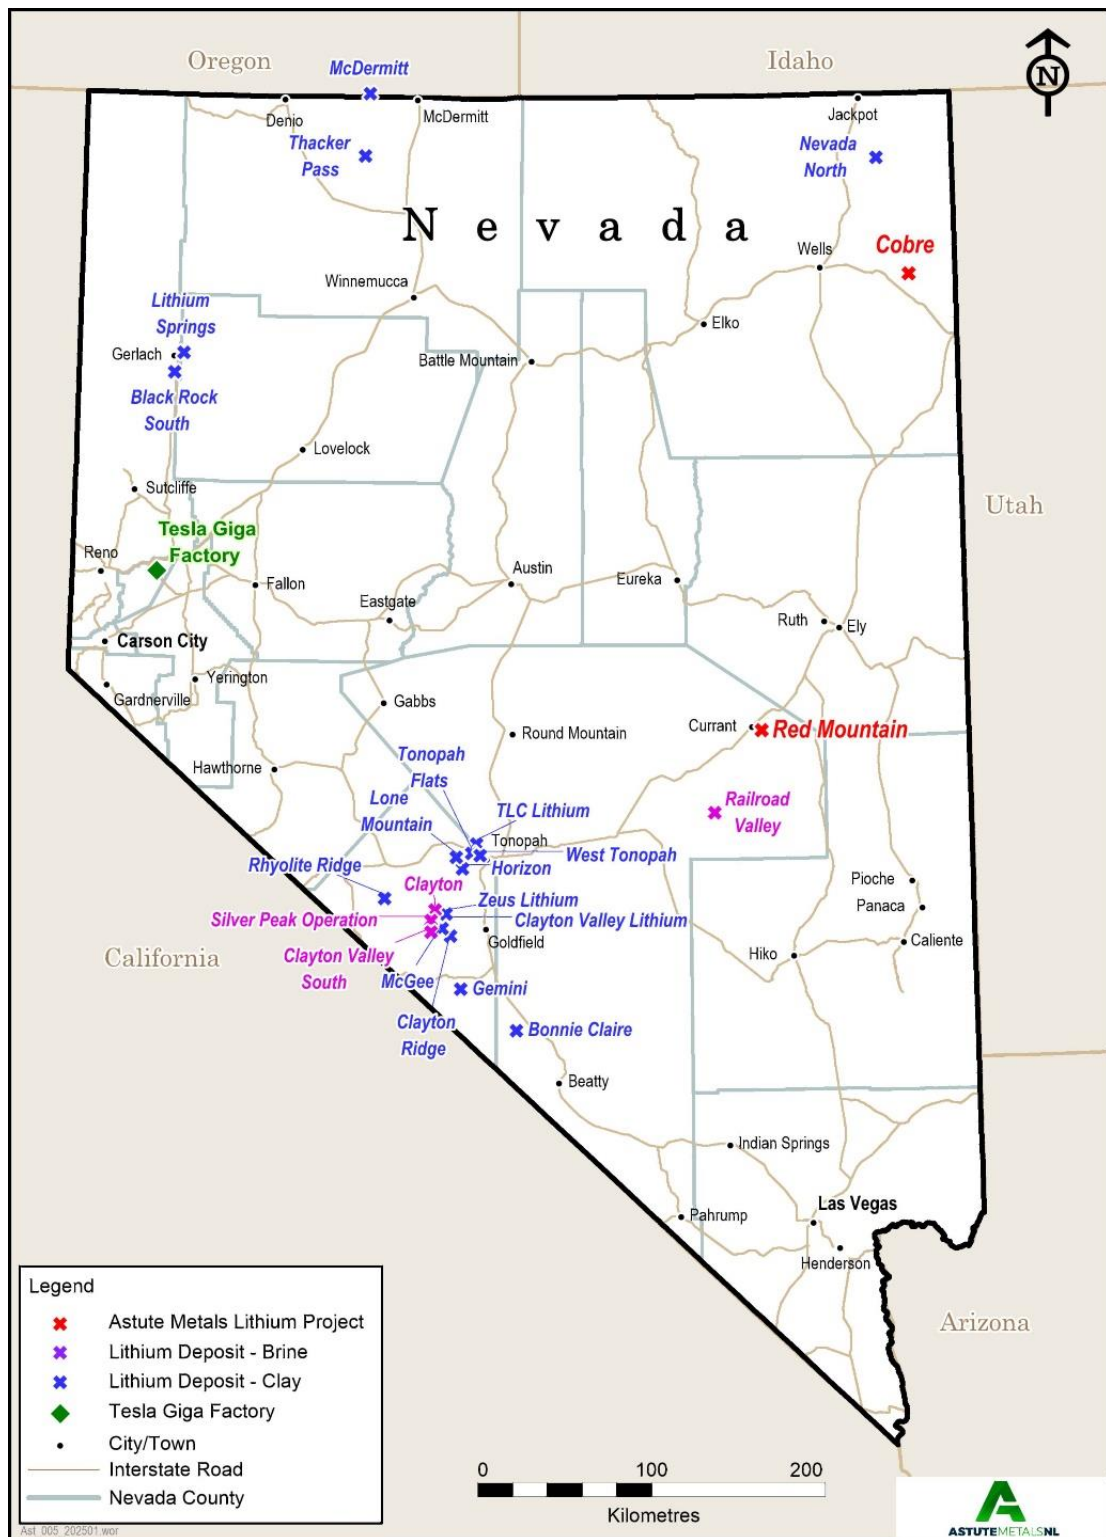 Oregon
Idaho
McDermitt
N
Denio
McDermitt
Jackpot
Thacker
Pass
Nevada
North
Nevada
Cobre
Wells
Winnemucca
Lithium
Springs
Elko
Gerlach
Battle Mountain
Black Rock
South
Lovelock
Sutcliffe
Utah
Tesla Giga
Factory
Reno
Fallon
Austin
Eureka
Eastgate
Ruth
Ely
Carson City
Yerington
Gardnerville
Gabbs
Round Mountain
Currant
Red Mountain
Hawthorne
Tonopah
Flats
Lone
Mountain
TLC Lithium
Railroad
Valley
Tonopah
West Tonopah
Rhyolite Ridge
Horizon
Clayton
Zeus Lithium
Silver Peak Operation
Clayton Valley Lithium
Pioche
Panaca
Goldfield
Caliente
California
Clayton Valley
South
Hiko
McGee
Gemini
Clayton
Ridge
Bonnie Claire
Beatty
Indian Springs
Las Vegas
Pahrump
Henderson
Arizona
Legend
Astute Metals Lithium Project
Lithium Deposit - Brine
Lithium Deposit - Clay
Tesla Giga Factory
City/Town
Interstate Road
Nevada County
0 100 200
Kilometres
Ast_005_202501.wor
ASTUTEMETALSNL